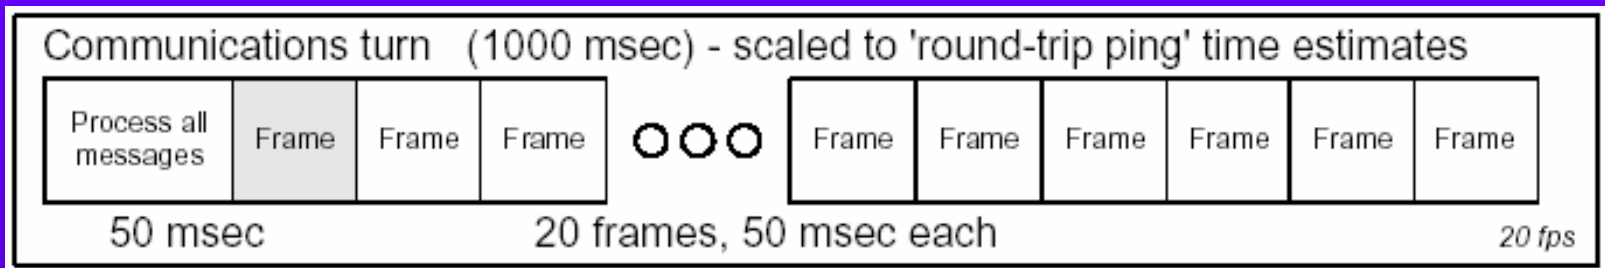 Communications turn (1000 msec) - scaled to 'round-trip ping' time estimates
Process all
messages
Frame
Frame
Frame
Frame
Frame
Frame
Frame
Frame
Frame
50 msec
20 frames, 50 msec each
20 fps